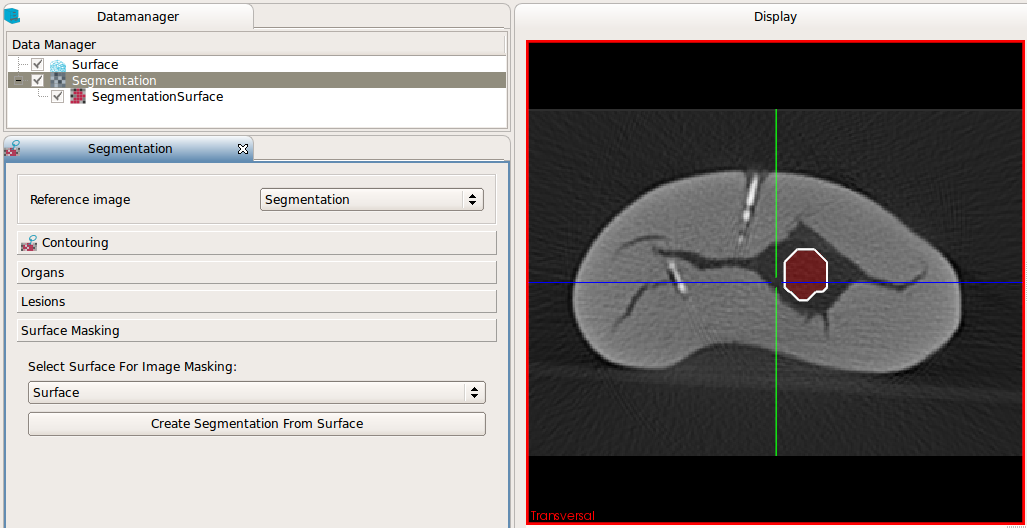 Datamanager
Data Manager
Surface
Segmentation
SegmentationSurface
Segmentation
Reference image Segmentation
Contouring
Organs
Lesions
Surface Masking
Select Surface For Image Masking:
Surface
Create Segmentation From Surface
Display
Transversal